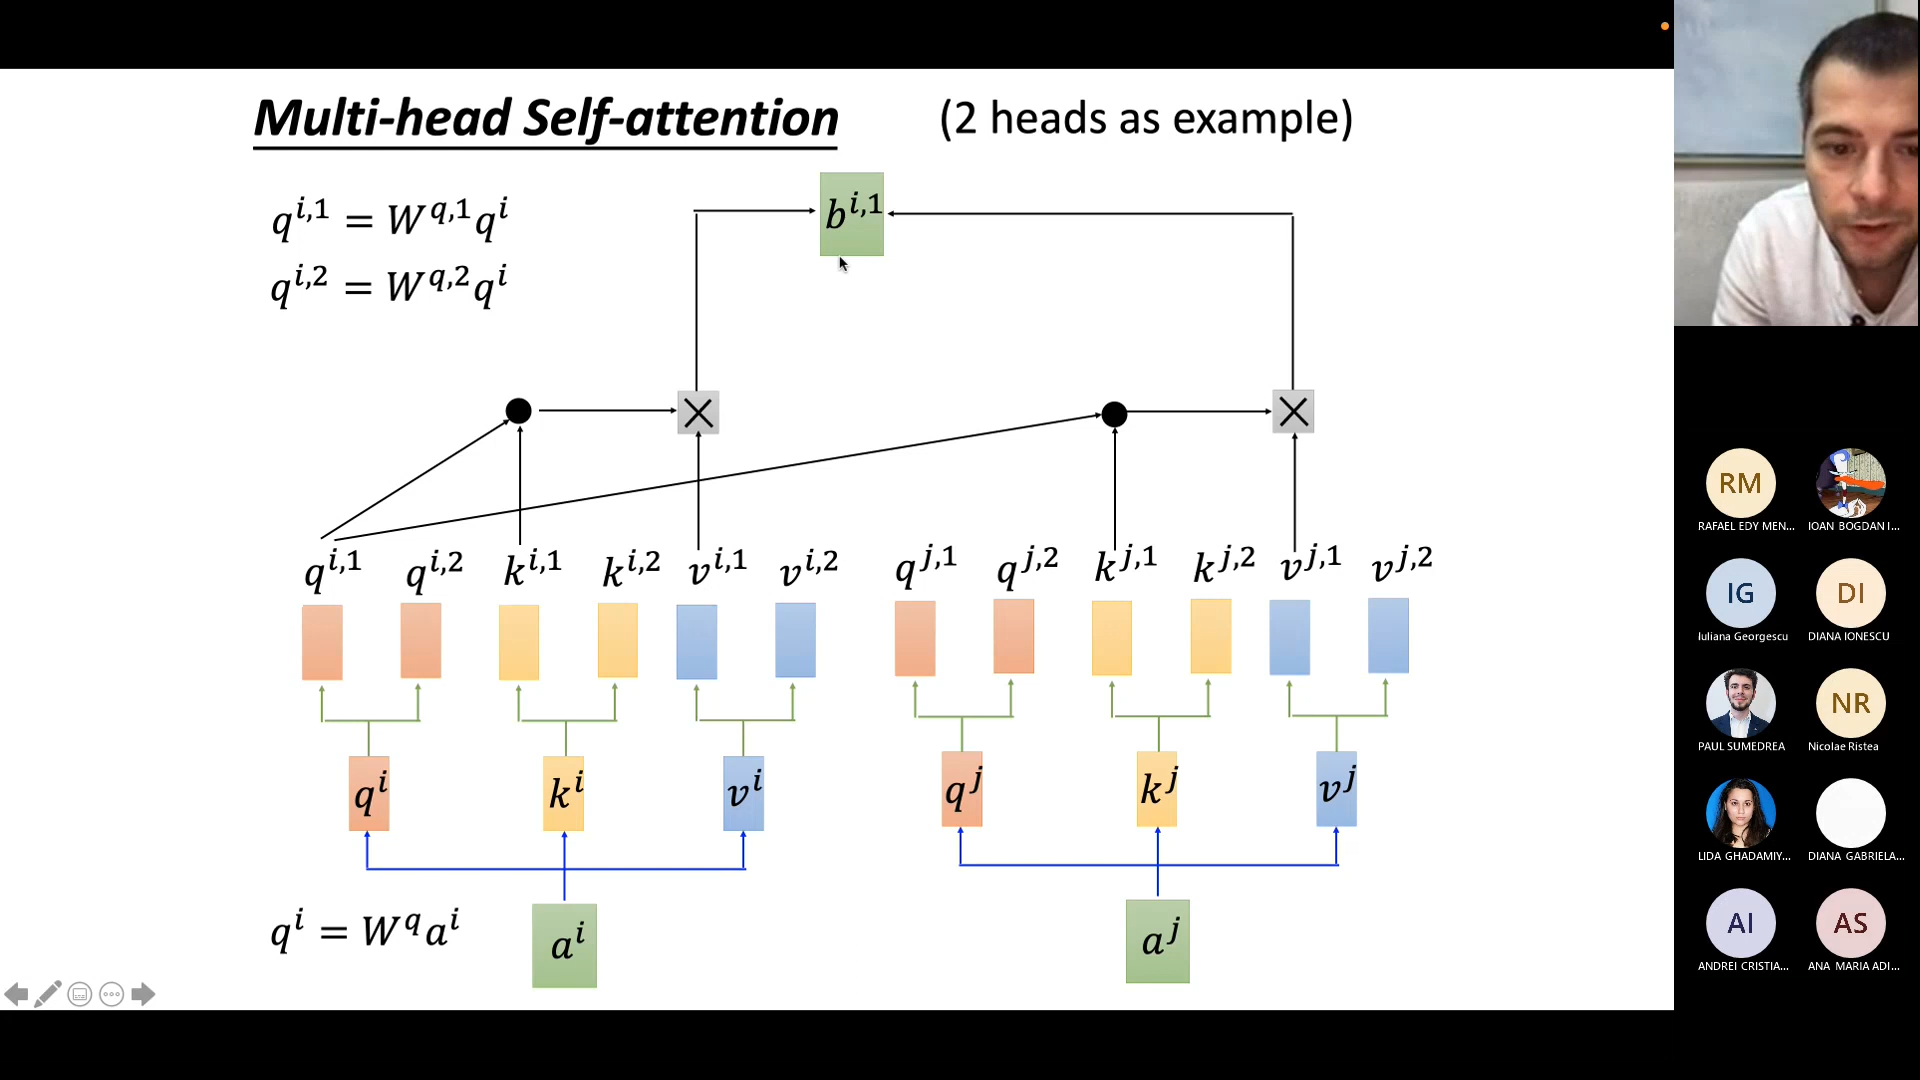 Multi-head Self-attention (2 heads as example)
q^{i,1} = W^{q,1}q^{i}
q^{i,2} = W^{q,2}q^{i}
b^{i,1}
q^{i,1} q^{i,2} k^{i,1} k^{i,2} v^{i,1} v^{i,2} q^{j,1} q^{j,2} k^{j,1} k^{j,2} v^{j,1} v^{j,2}
q^{i} k^{i} v^{i} q^{j} k^{j} v^{j}
q^{i} = W^{q}a^{i}
a^{i} a^{j}
RM
RAFAEL EDY MEN... IOAN BOGDAN I...
IG DI
Iuliana Georgescu DIANA IONESCU
NR
PAUL SUMEDREA Nicolae Ristea
LIDA GHADAMIY... DIANA GABRIELA...
AI AS
ANDREI CRISTIA... ANA MARIA ADI...